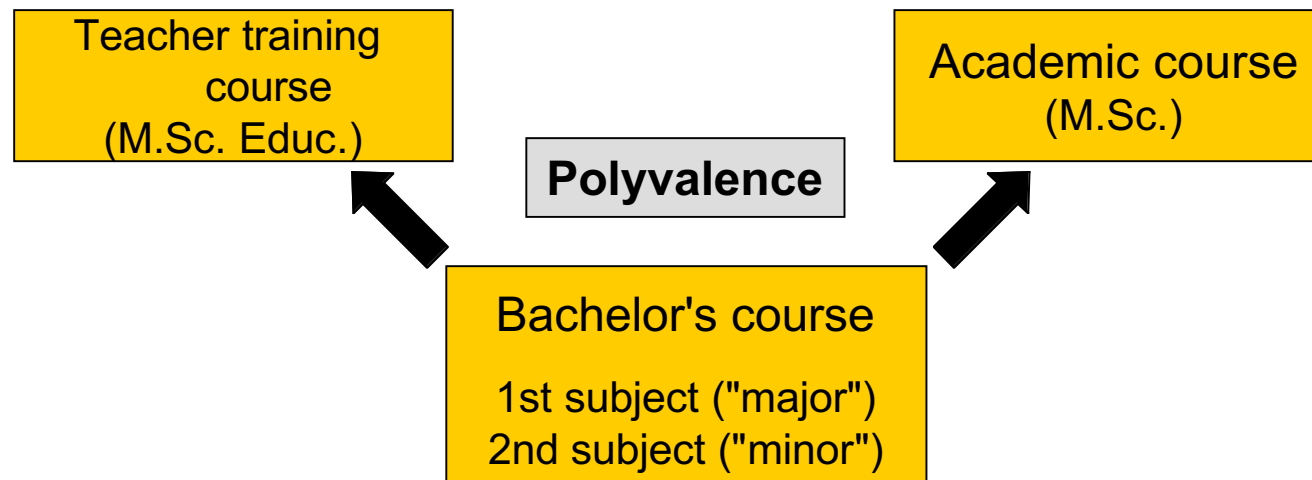 Teacher training
course
(M.Sc. Educ.)
Academic course
(M.Sc.)
Polyvalence
Bachelor's course
1st subject ("major")
2nd subject ("minor")